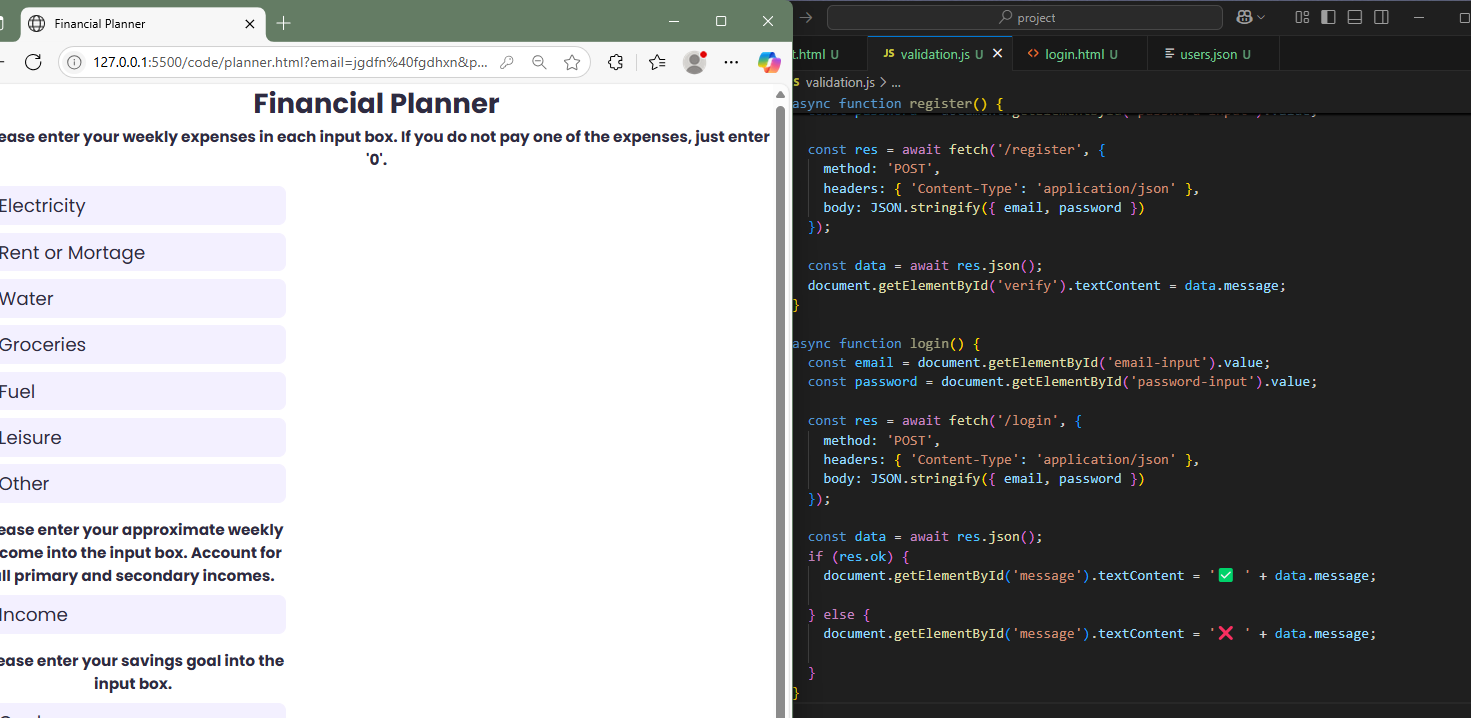 Financial Planner
127.0.0.1:5500/code/planner.html?email=jgdfn%40fgdhxn&p...
Financial Planner
ease enter your weekly expenses in each input box. If you do not pay one of the expenses, just enter
'0'.
Electricity
Rent or Mortage
Water
Groceries
Fuel
Leisure
Other
ease enter your approximate weekly
come into the input box. Account for
ll primary and secondary incomes.
Income
ease enter your savings goal into the
input box.
project
t.html U
JS validation.js U
<> login.html U
users.json U
S validation.js > ...
async function register() {
const res = await fetch('/register', {
method: 'POST',
headers: { 'Content-Type': 'application/json' },
body: JSON.stringify({ email, password })
});
const data = await res.json();
document.getElementById('verify').textContent = data.message;
}
async function login() {
const email = document.getElementById('email-input').value;
const password = document.getElementById('password-input').value;
const res = await fetch('/login', {
method: 'POST',
headers: { 'Content-Type': 'application/json' },
body: JSON.stringify({ email, password })
});
const data = await res.json();
if (res.ok) {
document.getElementById('message').textContent = '✅ ' + data.message;
} else {
document.getElementById('message').textContent = '❌ ' + data.message;
}
}